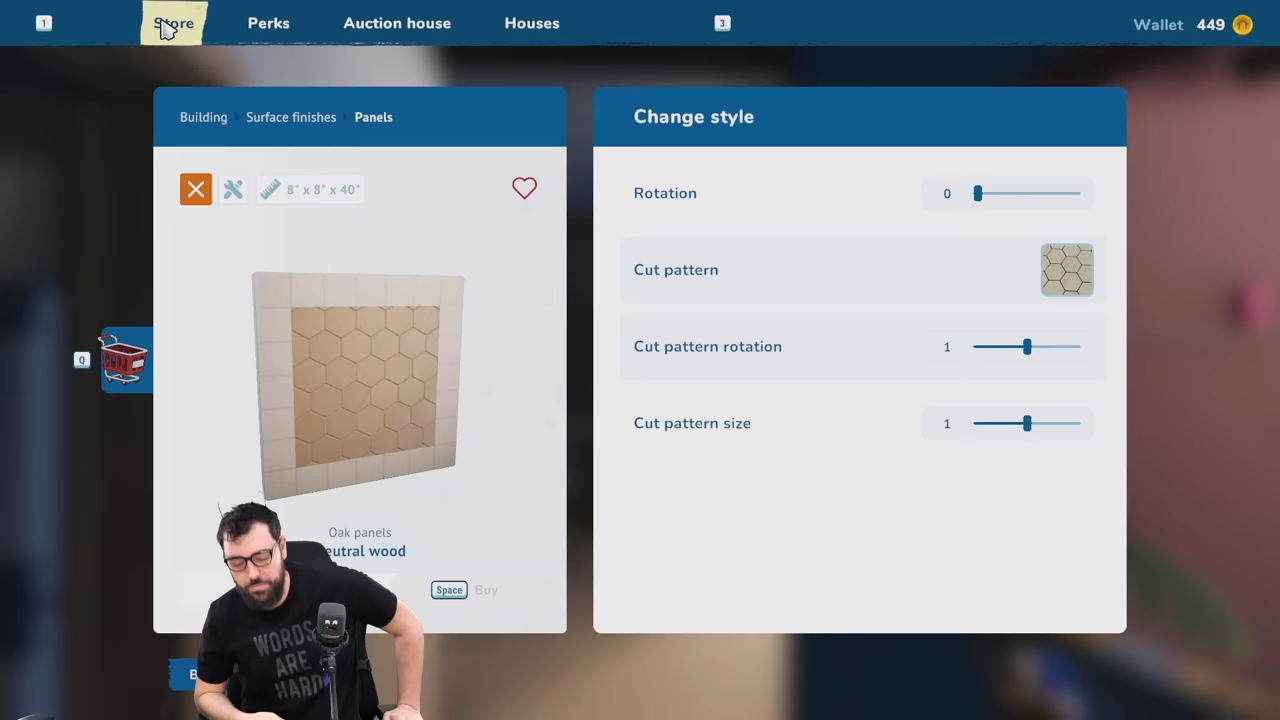 1
Store
Perks
Auction house
Houses
3
Wallet 449
Building
Surface finishes
Panels
8" x 8" x 40"
Q
Oak panels
eutral wood
Space Buy
B
WORDS
ARE
HARD
Change style
Rotation 0
Cut pattern
Cut pattern rotation 1
Cut pattern size 1